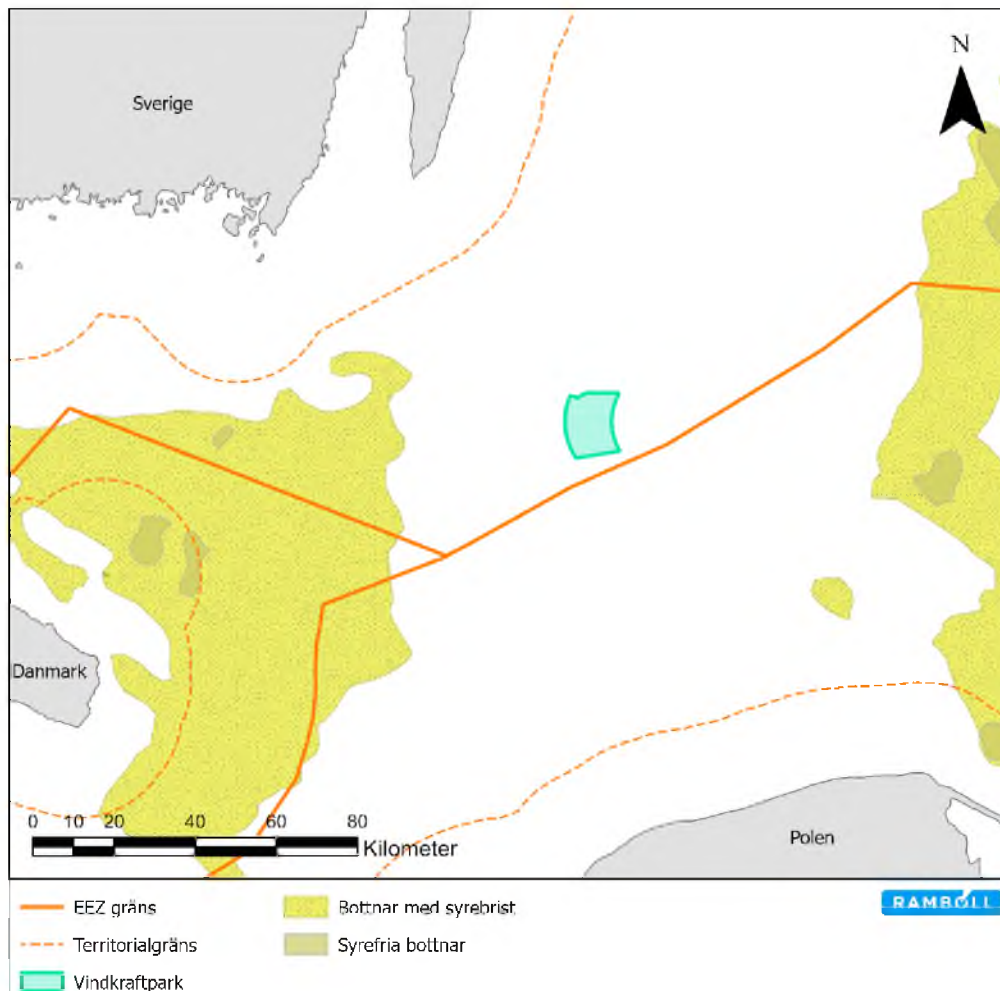 N
Sverige
Danmark
Polen
0 10 20 40 60 80
Kilometer
EEZ gräns
Territorialgräns
Vindkraftpark
Bottnar med syrebrist
Syrefria bottnar
RAMBOLL